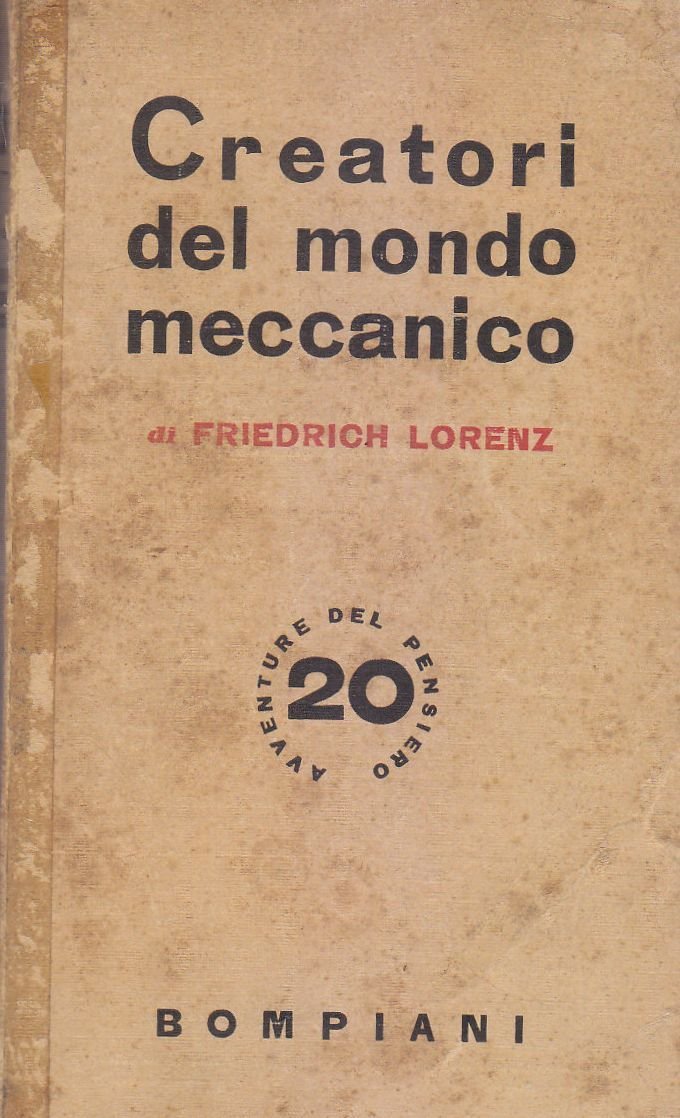 Creatori
del mondo
meccanico
di FRIEDRICH LORENZ
AVVENTURE DEL PENSIERO
20
BOMPIANI